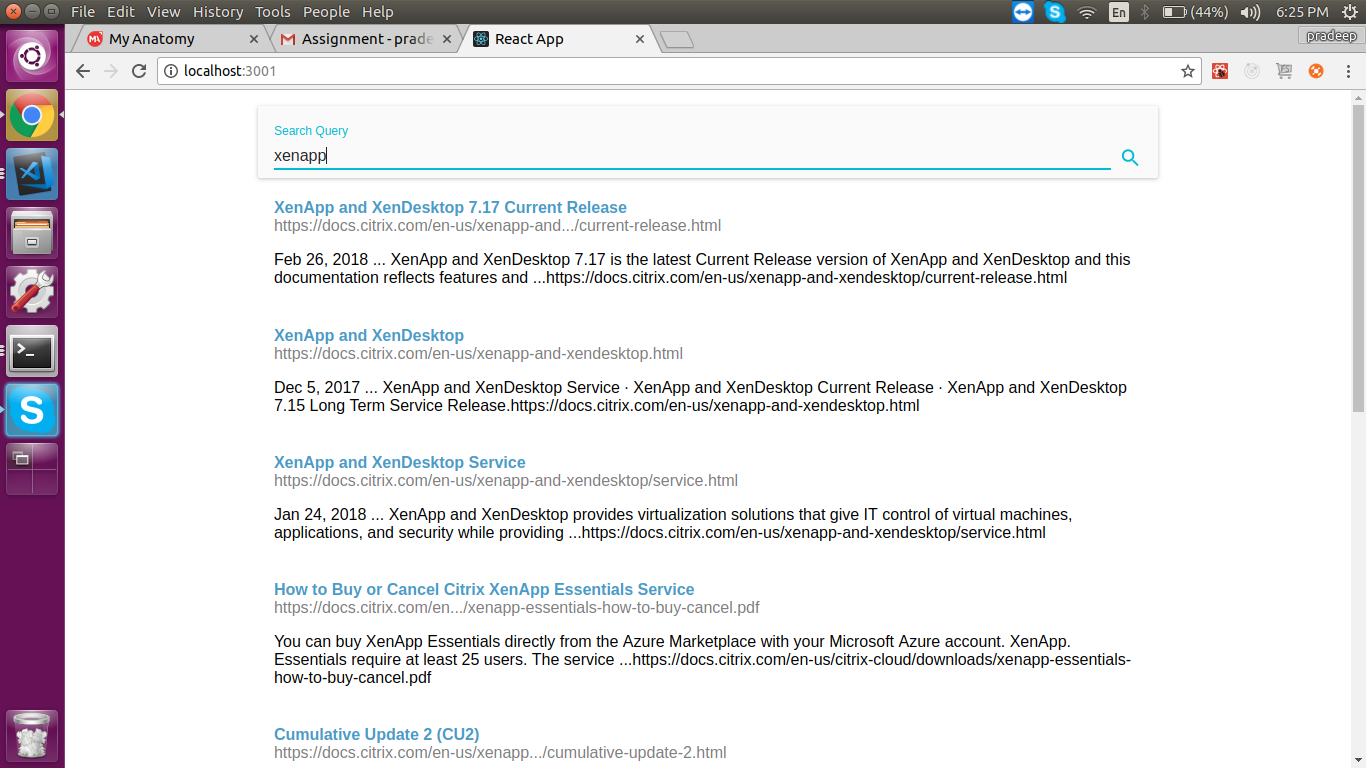 File Edit View History Tools People Help En (44%) 6:25 PM
My Anatomy Assignment - prade React App pradeep
localhost:3001
Search Query
xenapp
XenApp and XenDesktop 7.17 Current Release
https://docs.citrix.com/en-us/xenapp-and.../current-release.html
Feb 26, 2018 ... XenApp and XenDesktop 7.17 is the latest Current Release version of XenApp and XenDesktop and this
documentation reflects features and ...https://docs.citrix.com/en-us/xenapp-and-xendesktop/current-release.html
XenApp and XenDesktop
https://docs.citrix.com/en-us/xenapp-and-xendesktop.html
Dec 5, 2017 ... XenApp and XenDesktop Service · XenApp and XenDesktop Current Release · XenApp and XenDesktop
7.15 Long Term Service Release.https://docs.citrix.com/en-us/xenapp-and-xendesktop.html
XenApp and XenDesktop Service
https://docs.citrix.com/en-us/xenapp-and-xendesktop/service.html
Jan 24, 2018 ... XenApp and XenDesktop provides virtualization solutions that give IT control of virtual machines,
applications, and security while providing ...https://docs.citrix.com/en-us/xenapp-and-xendesktop/service.html
How to Buy or Cancel Citrix XenApp Essentials Service
https://docs.citrix.com/en.../xenapp-essentials-how-to-buy-cancel.pdf
You can buy XenApp Essentials directly from the Azure Marketplace with your Microsoft Azure account. XenApp.
Essentials require at least 25 users. The service ...https://docs.citrix.com/en-us/citrix-cloud/downloads/xenapp-essentials-
how-to-buy-cancel.pdf
Cumulative Update 2 (CU2)
https://docs.citrix.com/en-us/xenapp.../cumulative-update-2.html